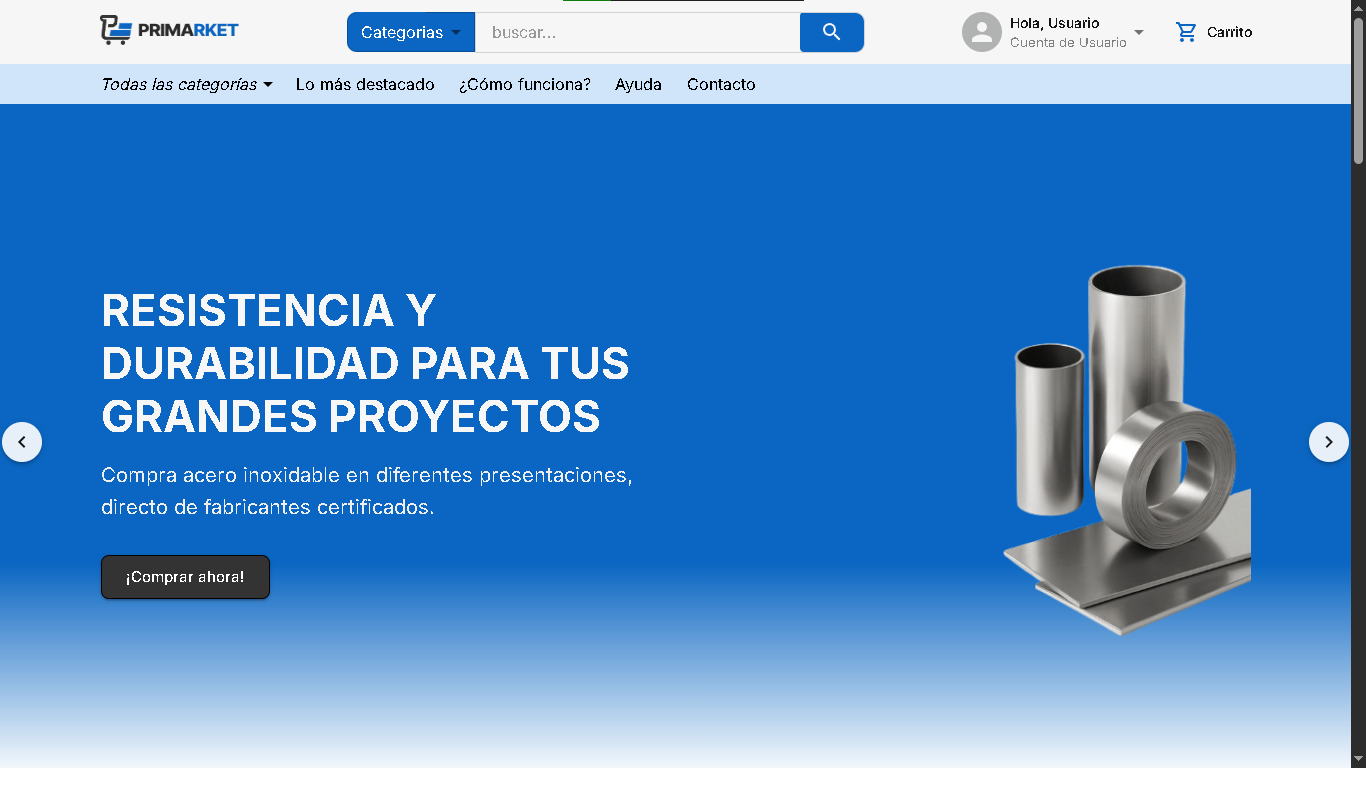 PRIMARKET
Categorias
buscar...
Hola, Usuario
Cuenta de Usuario
Carrito
Todas las categorías
Lo más destacado
¿Cómo funciona?
Ayuda
Contacto
RESISTENCIA Y
DURABILIDAD PARA TUS
GRANDES PROYECTOS
Compra acero inoxidable en diferentes presentaciones,
directo de fabricantes certificados.
¡Comprar ahora!